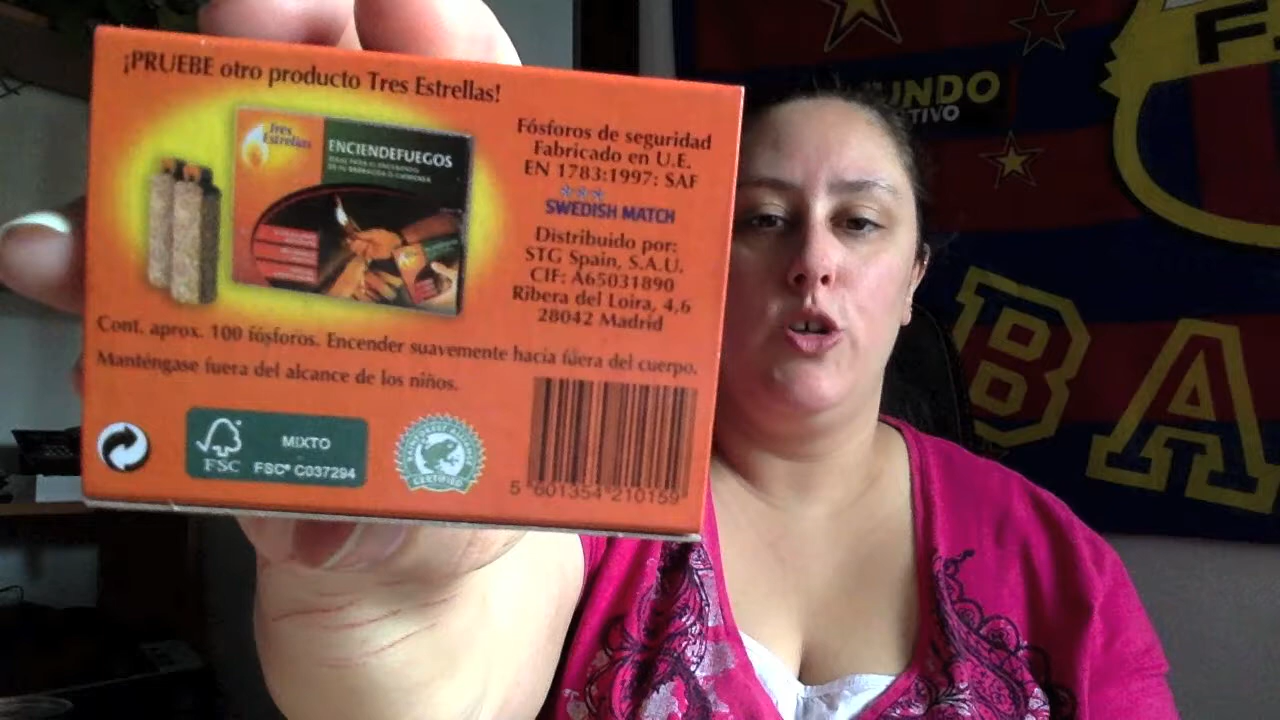 ¡PRUEBE otro producto Tres Estrellas!
Tres
Estrellas
ENCIENDEFUEGOS
Fósforos de seguridad
Fabricado en U.E.
EN 1783:1997: SAF
SWEDISH MATCH
Distribuido por:
STG Spain, S.A.U.
CIF: A65031890
Ribera del Loira, 4,6
28042 Madrid
Cont. aprox. 100 fósforos. Encender suavemente hacia fuera del cuerpo.
Manténgase fuera del alcance de los niños.
FSC
MIXTO
FSC® C037294
CERTIFIED
5 601354 210159
MUNDO
F
BA